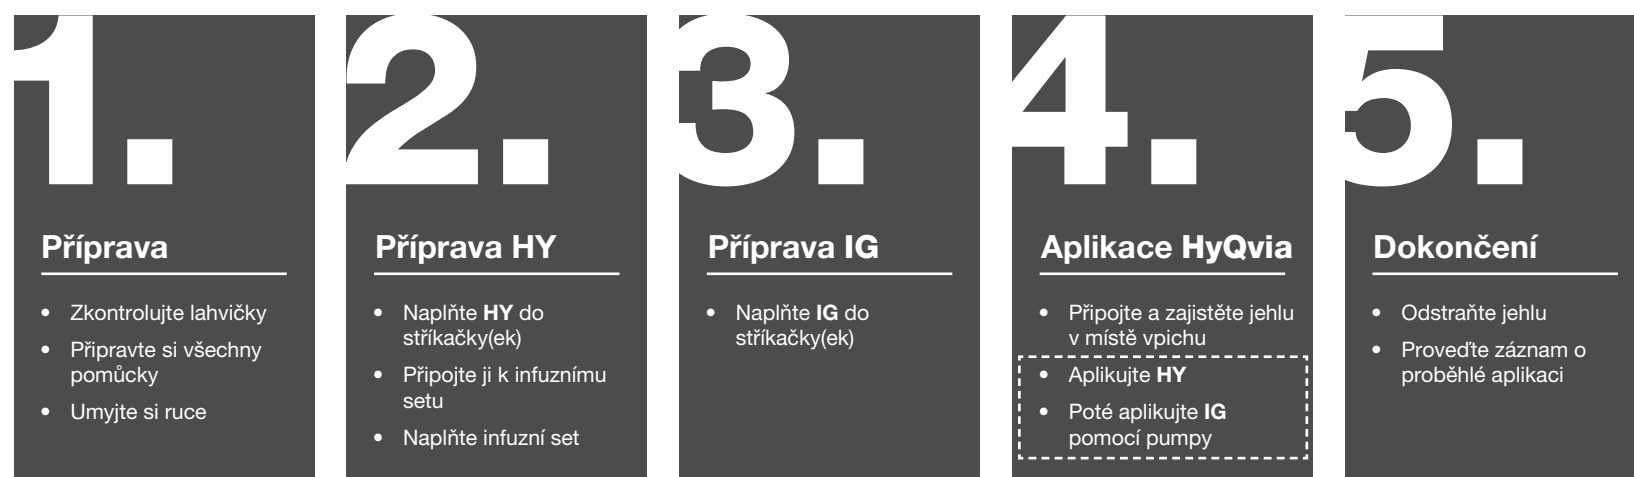 1.
Příprava
• Zkontrolujte lahvičky
• Připravte si všechny
pomůcky
• Umyjte si ruce
2.
Příprava HY
• Naplňte HY do
stříkačky(ek)
• Připojte ji k infuznímu
setu
• Naplňte infuzní set
3.
Příprava IG
• Naplňte IG do
stříkačky(ek)
4.
Aplikace HyQvia
• Připojte a zajistěte jehlu
v místě vpichu
• Aplikujte HY
• Poté aplikujte IG
pomocí pumpy
5.
Dokončení
• Odstraňte jehlu
• Proveďte záznam o
proběhlé aplikaci